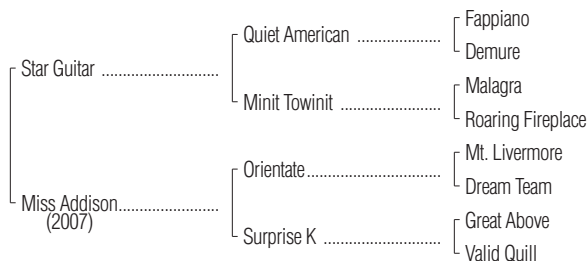 Fappiano
Quiet American ..................
Demure
Star Guitar ....................
Malagra
Minit Towinit ..................
Roaring Fireplace
Mt. Livermore
Orientate ....................
Dream Team
Miss Addison .................
(2007)
Great Above
Surprise K ....................
Valid Quill